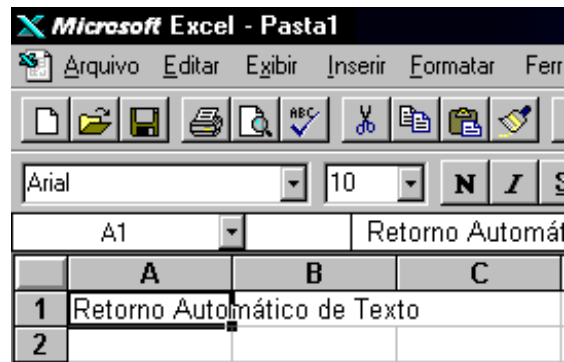 Microsoft Excel - Pasta1
Arquivo Editar Exibir Inserir Formatar Ferr
ABC
Arial 10 N I S
A1 Retorno Automát
A B C
1 Retorno Automático de Texto
2